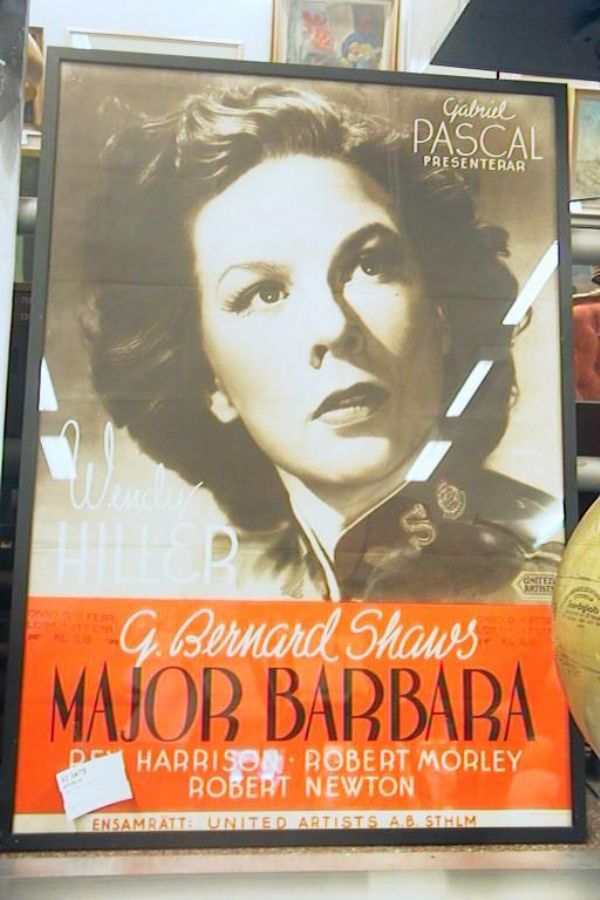 Gabriel
PASCAL
PRESENTERAR
Wendy
HILLER
UNITED
ARTISTS
G. Bernard Shaws
MAJOR BARBARA
REX HARRISON · ROBERT MORLEY
ROBERT NEWTON
ENSAMRÄTT: UNITED ARTISTS A.B. STHLM